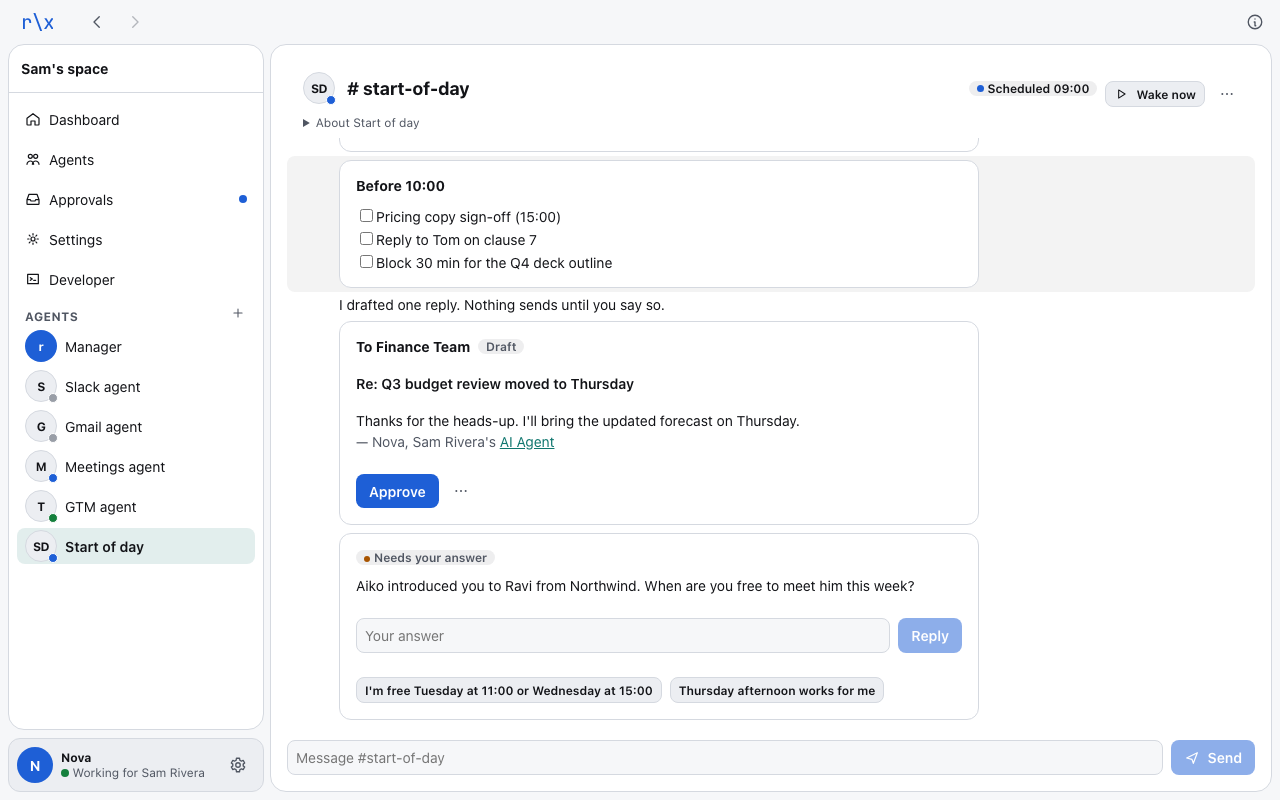 r\x
Sam's space
Dashboard
Agents
Approvals
Settings
Developer
AGENTS
r Manager
S Slack agent
G Gmail agent
M Meetings agent
T GTM agent
SD Start of day
N Nova
Working for Sam Rivera
SD # start-of-day
Scheduled 09:00
Wake now
About Start of day
Before 10:00
Pricing copy sign-off (15:00)
Reply to Tom on clause 7
Block 30 min for the Q4 deck outline
I drafted one reply. Nothing sends until you say so.
To Finance Team Draft
Re: Q3 budget review moved to Thursday
Thanks for the heads-up. I'll bring the updated forecast on Thursday.
— Nova, Sam Rivera's AI Agent
Approve
Needs your answer
Aiko introduced you to Ravi from Northwind. When are you free to meet him this week?
Your answer Reply
I'm free Tuesday at 11:00 or Wednesday at 15:00 Thursday afternoon works for me
Message #start-of-day Send